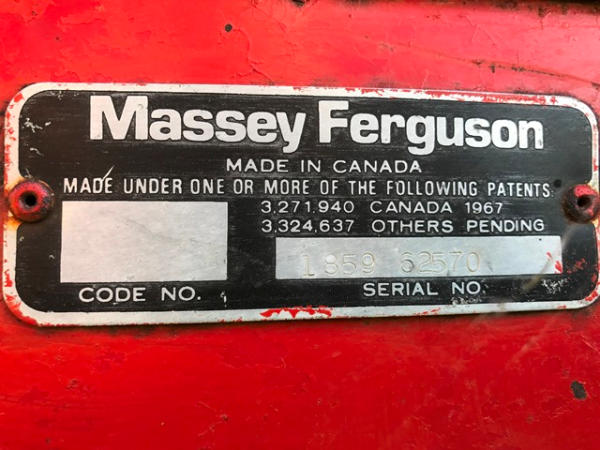 Massey Ferguson
MADE IN CANADA
MADE UNDER ONE OR MORE OF THE FOLLOWING PATENTS
3,271,940 CANADA 1967
3,324,637 OTHERS PENDING
1859 62570
CODE NO. SERIAL NO.